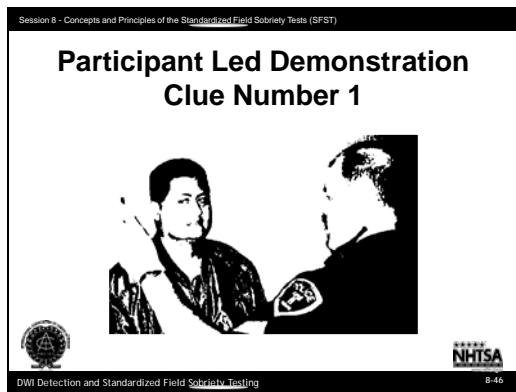 Session 8 - Concepts and Principles of the Standardized Field Sobriety Tests (SFST)
Participant Led Demonstration
Clue Number 1
NHTSA
DWI Detection and Standardized Field Sobriety Testing
8-46